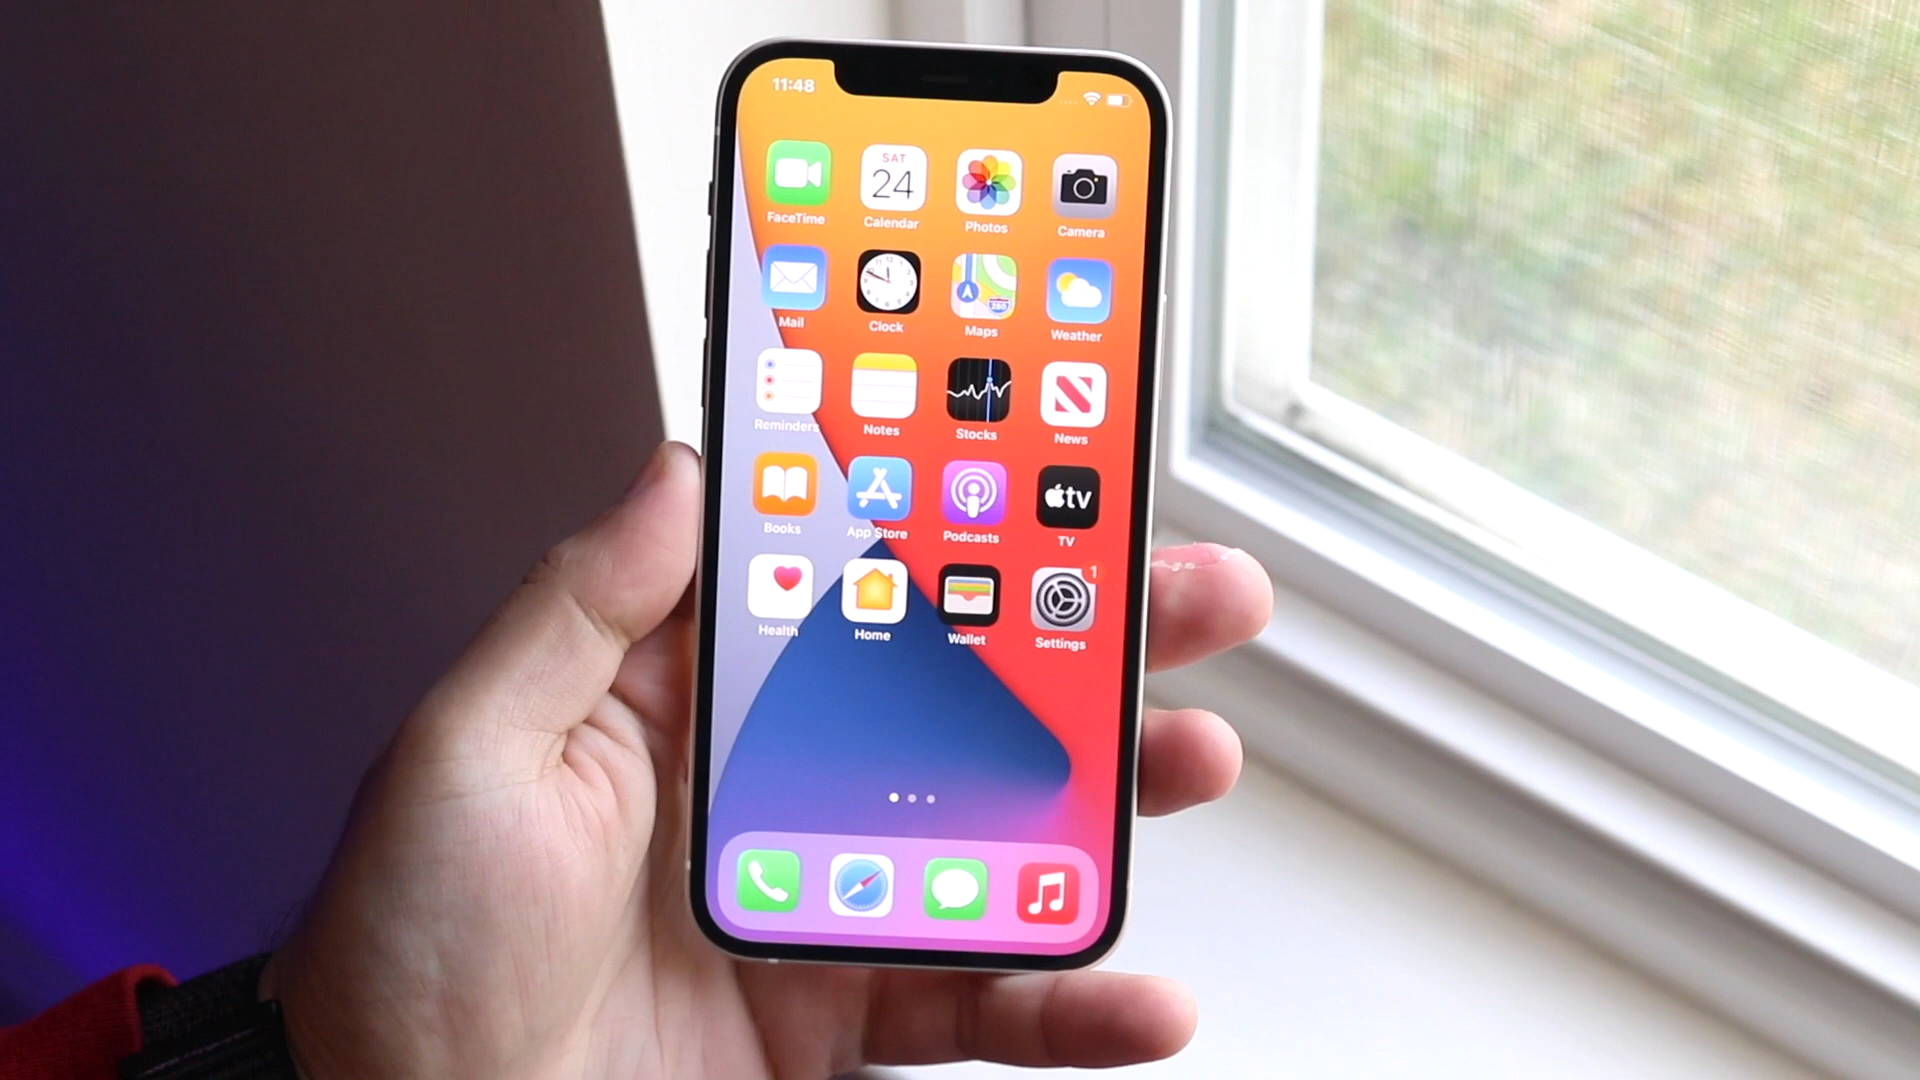 11:48
SAT
24
FaceTime
Calendar
Photos
Camera
280
Mail
Clock
Maps
Weather
Reminders
Notes
Stocks
News
tv
Books
App Store
Podcasts
TV
1
Health
Home
Wallet
Settings